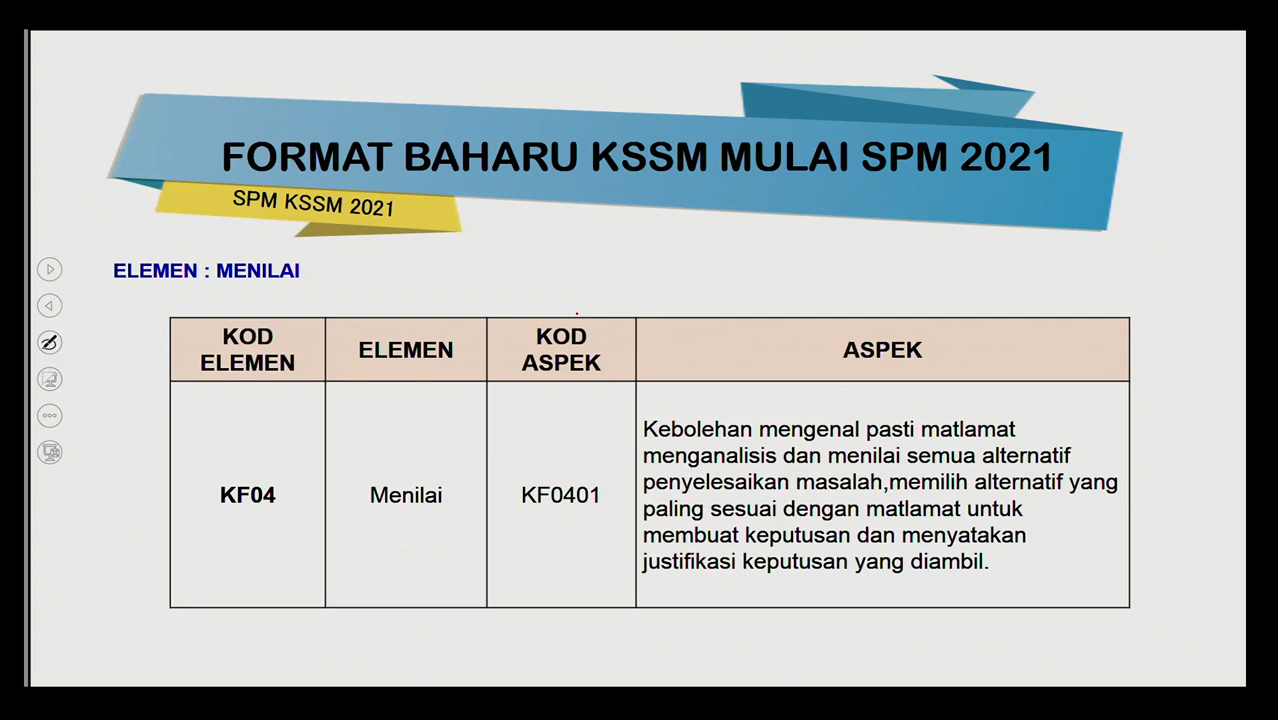 FORMAT BAHARU KSSM MULAI SPM 2021
SPM KSSM 2021
ELEMEN : MENILAI
KOD ELEMEN
ELEMEN
KOD ASPEK
ASPEK
KF04
Menilai
KF0401
Kebolehan mengenal pasti matlamat
menganalisis dan menilai semua alternatif
penyelesaikan masalah,memilih alternatif yang
paling sesuai dengan matlamat untuk
membuat keputusan dan menyatakan
justifikasi keputusan yang diambil.